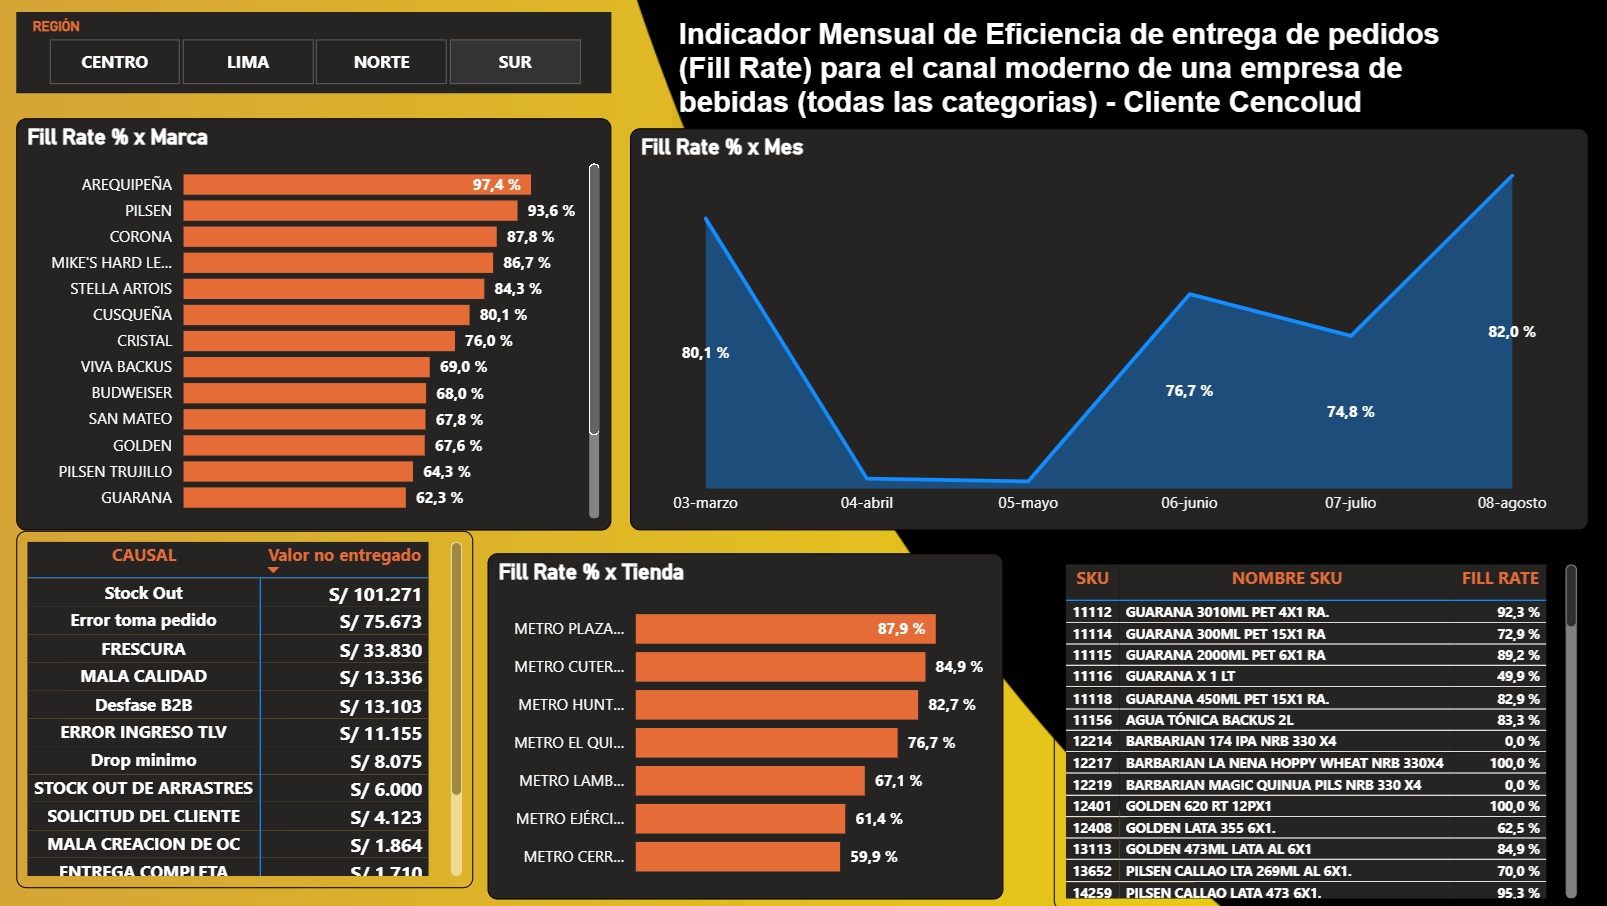 REGIÓN
CENTRO LIMA NORTE SUR
Indicador Mensual de Eficiencia de entrega de pedidos
(Fill Rate) para el canal moderno de una empresa de
bebidas (todas las categorias) - Cliente Cencolud
Fill Rate % x Marca
AREQUIPEÑA 97,4 %
PILSEN 93,6 %
CORONA 87,8 %
MIKE'S HARD LE... 86,7 %
STELLA ARTOIS 84,3 %
CUSQUEÑA 80,1 %
CRISTAL 76,0 %
VIVA BACKUS 69,0 %
BUDWEISER 68,0 %
SAN MATEO 67,8 %
GOLDEN 67,6 %
PILSEN TRUJILLO 64,3 %
GUARANA 62,3 %
Fill Rate % x Mes
80,1 %
76,7 %
74,8 %
82,0 %
03-marzo 04-abril 05-mayo 06-junio 07-julio 08-agosto
CAUSAL Valor no entregado
Stock Out S/ 101.271
Error toma pedido S/ 75.673
FRESCURA S/ 33.830
MALA CALIDAD S/ 13.336
Desfase B2B S/ 13.103
ERROR INGRESO TLV S/ 11.155
Drop minimo S/ 8.075
STOCK OUT DE ARRASTRES S/ 6.000
SOLICITUD DEL CLIENTE S/ 4.123
MALA CREACION DE OC S/ 1.864
ENTREGA COMPLETA S/ 1.710
Fill Rate % x Tienda
METRO PLAZA... 87,9 %
METRO CUTER... 84,9 %
METRO HUNT... 82,7 %
METRO EL QUI... 76,7 %
METRO LAMB... 67,1 %
METRO EJÉRCI... 61,4 %
METRO CERR... 59,9 %
SKU NOMBRE SKU FILL RATE
11112 GUARANA 3010ML PET 4X1 RA. 92,3 %
11114 GUARANA 300ML PET 15X1 RA 72,9 %
11115 GUARANA 2000ML PET 6X1 RA 89,2 %
11116 GUARANA X 1 LT 49,9 %
11118 GUARANA 450ML PET 15X1 RA. 82,9 %
11156 AGUA TÓNICA BACKUS 2L 83,3 %
12214 BARBARIAN 174 IPA NRB 330 X4 0,0 %
12217 BARBARIAN LA NENA HOPPY WHEAT NRB 330X4 100,0 %
12219 BARBARIAN MAGIC QUINUA PILS NRB 330 X4 0,0 %
12401 GOLDEN 620 RT 12PX1 100,0 %
12408 GOLDEN LATA 355 6X1. 62,5 %
13113 GOLDEN 473ML LATA AL 6X1 84,9 %
13652 PILSEN CALLAO LTA 269ML AL 6X1. 70,0 %
14259 PILSEN CALLAO LATA 473 6X1. 95,3 %